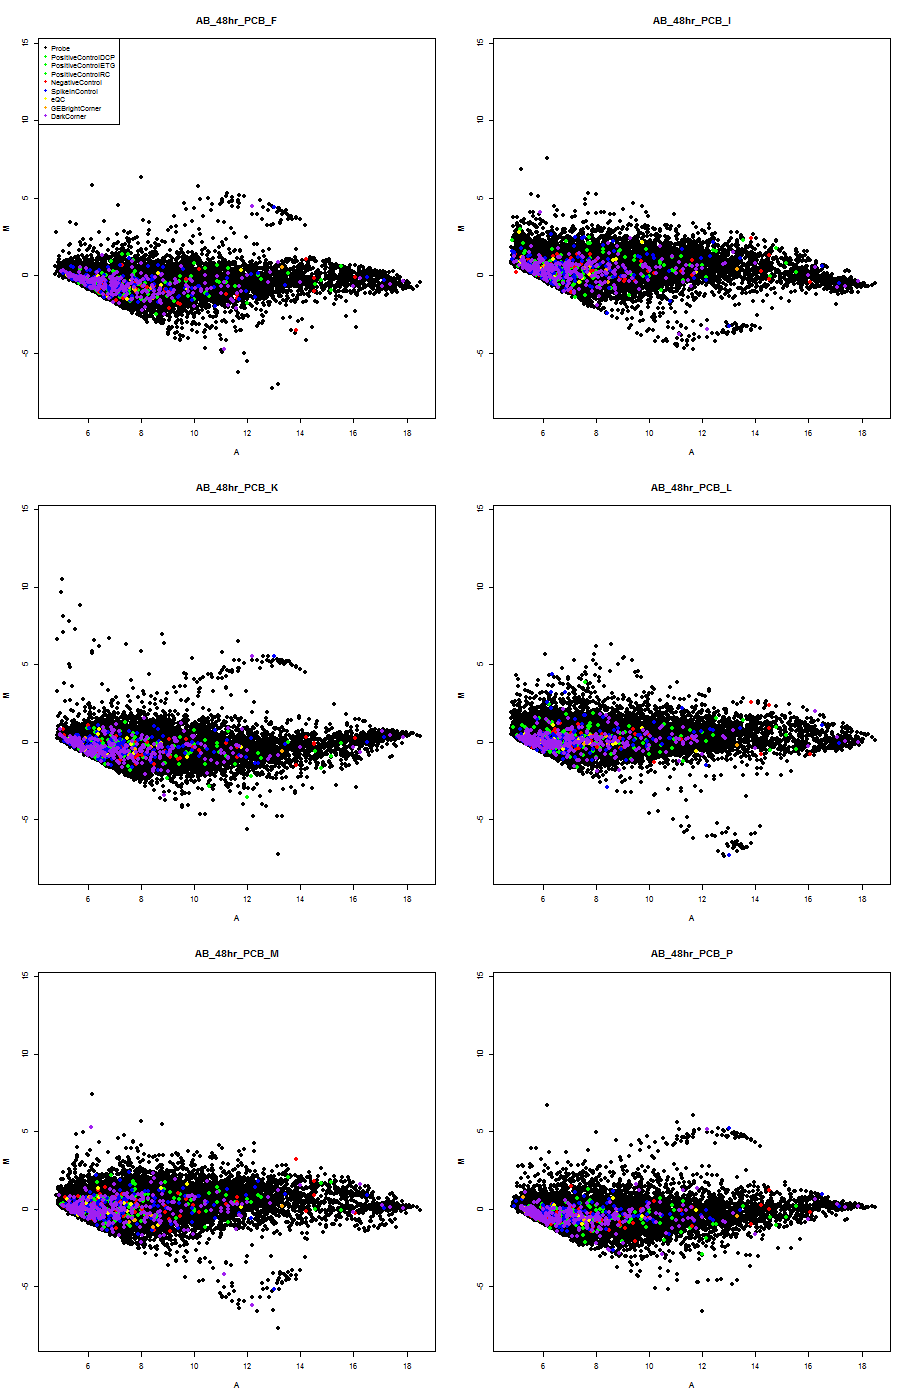 AB_48hr_PCB_F
AB_48hr_PCB_I
15
10
5
0
-5
M
Probe
PositiveControlDCP
PositiveControlETG
PositiveControlRC
NegativeControl
SpikeInControl
eQC
GEBrightCorner
DarkCorner
6 8 10 12 14 16 18
A
15
10
5
0
-5
M
6 8 10 12 14 16 18
A
AB_48hr_PCB_K
AB_48hr_PCB_L
15
10
5
0
-5
M
6 8 10 12 14 16 18
A
15
10
5
0
-5
M
6 8 10 12 14 16 18
A
AB_48hr_PCB_M
AB_48hr_PCB_P
15
10
5
0
-5
M
6 8 10 12 14 16 18
A
15
10
5
0
-5
M
6 8 10 12 14 16 18
A